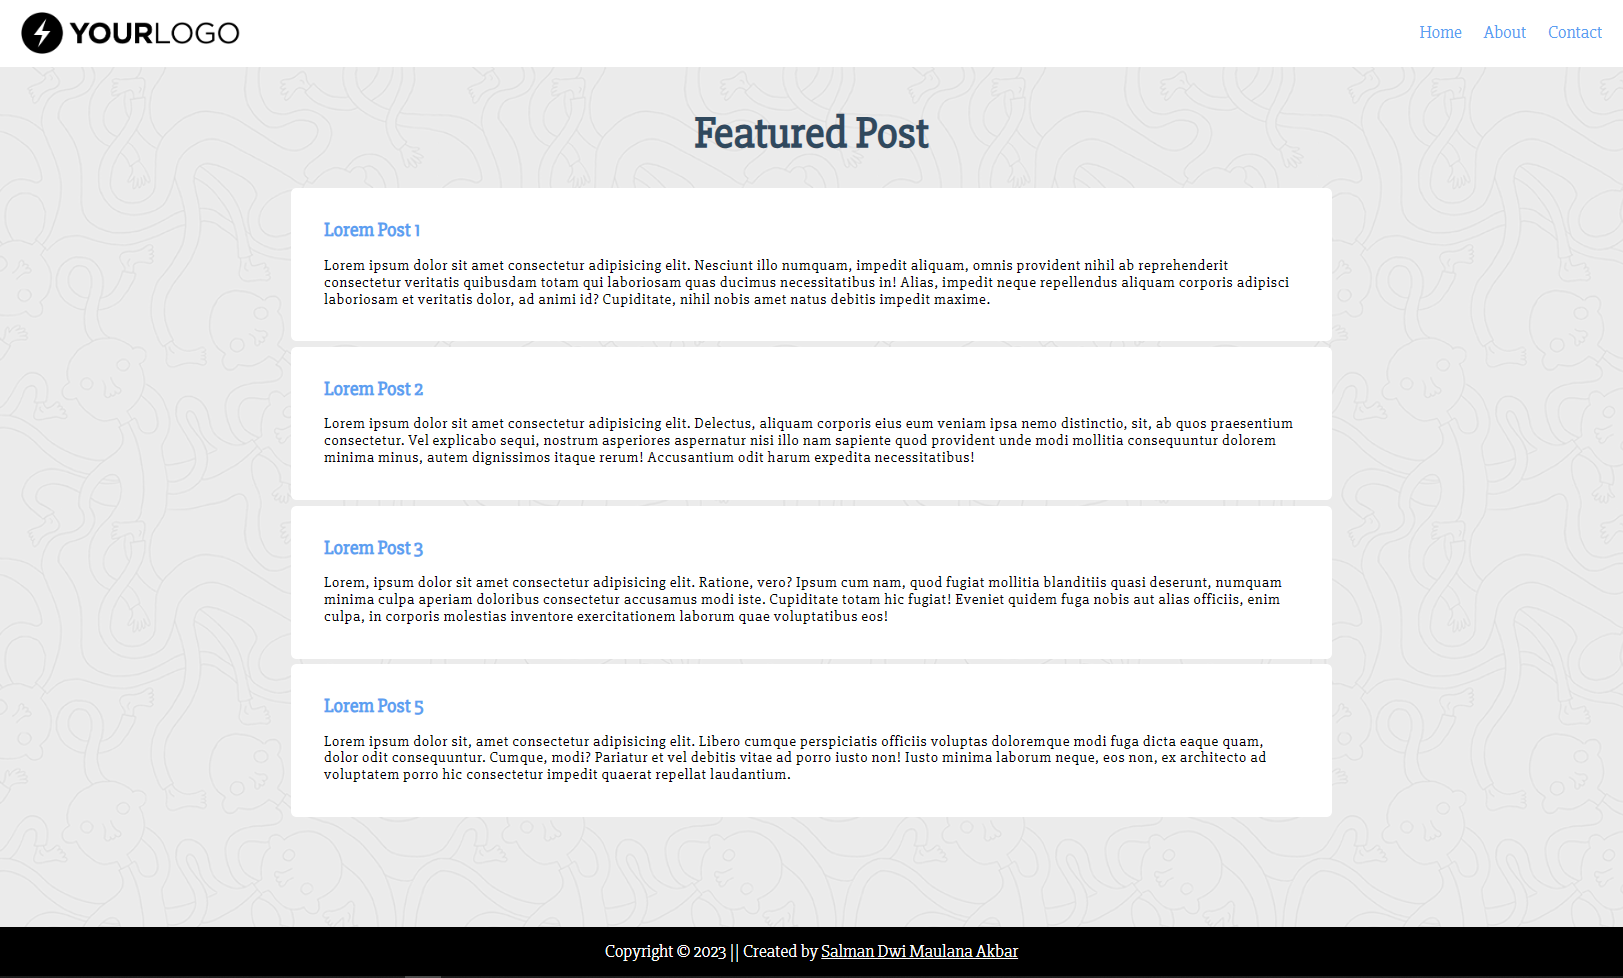 YOURLOGO
Home About Contact
Featured Post
Lorem Post 1
Lorem ipsum dolor sit amet consectetur adipisicing elit. Nesciunt illo numquam, impedit aliquam, omnis provident nihil ab reprehenderit
consectetur veritatis quibusdam totam qui laboriosam quas ducimus necessitatibus in! Alias, impedit neque repellendus aliquam corporis adipisci
laboriosam et veritatis dolor, ad animi id? Cupiditate, nihil nobis amet natus debitis impedit maxime.
Lorem Post 2
Lorem ipsum dolor sit amet consectetur adipisicing elit. Delectus, aliquam corporis eius eum veniam ipsa nemo distinctio, sit, ab quos praesentium
consectetur. Vel explicabo sequi, nostrum asperiores aspernatur nisi illo nam sapiente quod provident unde modi mollitia consequuntur dolorem
minima minus, autem dignissimos itaque rerum! Accusantium odit harum expedita necessitatibus!
Lorem Post 3
Lorem, ipsum dolor sit amet consectetur adipisicing elit. Ratione, vero? Ipsum cum nam, quod fugiat mollitia blanditiis quasi deserunt, numquam
minima culpa aperiam doloribus consectetur accusamus modi iste. Cupiditate totam hic fugiat! Eveniet quidem fuga nobis aut alias officiis, enim
culpa, in corporis molestias inventore exercitationem laborum quae voluptatibus eos!
Lorem Post 5
Lorem ipsum dolor sit, amet consectetur adipisicing elit. Libero cumque perspiciatis officiis voluptas doloremque modi fuga dicta eaque quam,
dolor odit consequuntur. Cumque, modi? Pariatur et vel debitis vitae ad porro iusto non! Iusto minima laborum neque, eos non, ex architecto ad
voluptatem porro hic consectetur impedit quaerat repellat laudantium.
Copyright © 2023 || Created by Salman Dwi Maulana Akbar